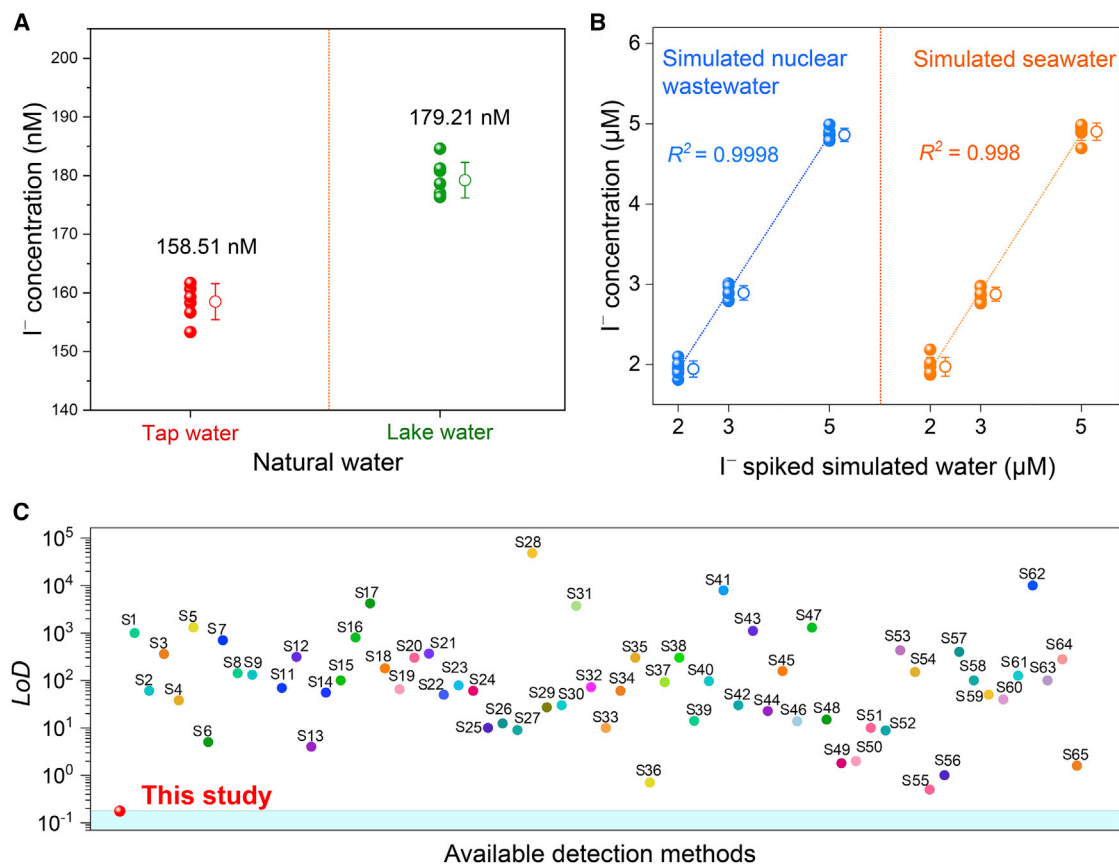 A
I⁻ concentration (nM)
200
190
180
170
160
150
140
158.51 nM
179.21 nM
Tap water
Lake water
Natural water
B
I⁻ concentration (µM)
6
5
4
3
2
Simulated nuclear
wastewater
R² = 0.9998
Simulated seawater
R² = 0.998
2
3
5
2
3
5
I⁻ spiked simulated water (µM)
C
LoD
10⁵
10⁴
10³
10²
10¹
10⁰
10⁻¹
This study
S1
S2
S3
S4
S5
S6
S7
S8
S9
S11
S12
S13
S14
S15
S16
S17
S18
S19
S20
S21
S22
S23
S24
S25
S26
S27
S28
S29
S30
S31
S32
S33
S34
S35
S36
S37
S38
S39
S40
S41
S42
S43
S44
S45
S46
S47
S48
S49
S50
S51
S52
S53
S54
S55
S56
S57
S58
S59
S60
S61
S62
S63
S64
S65
Available detection methods